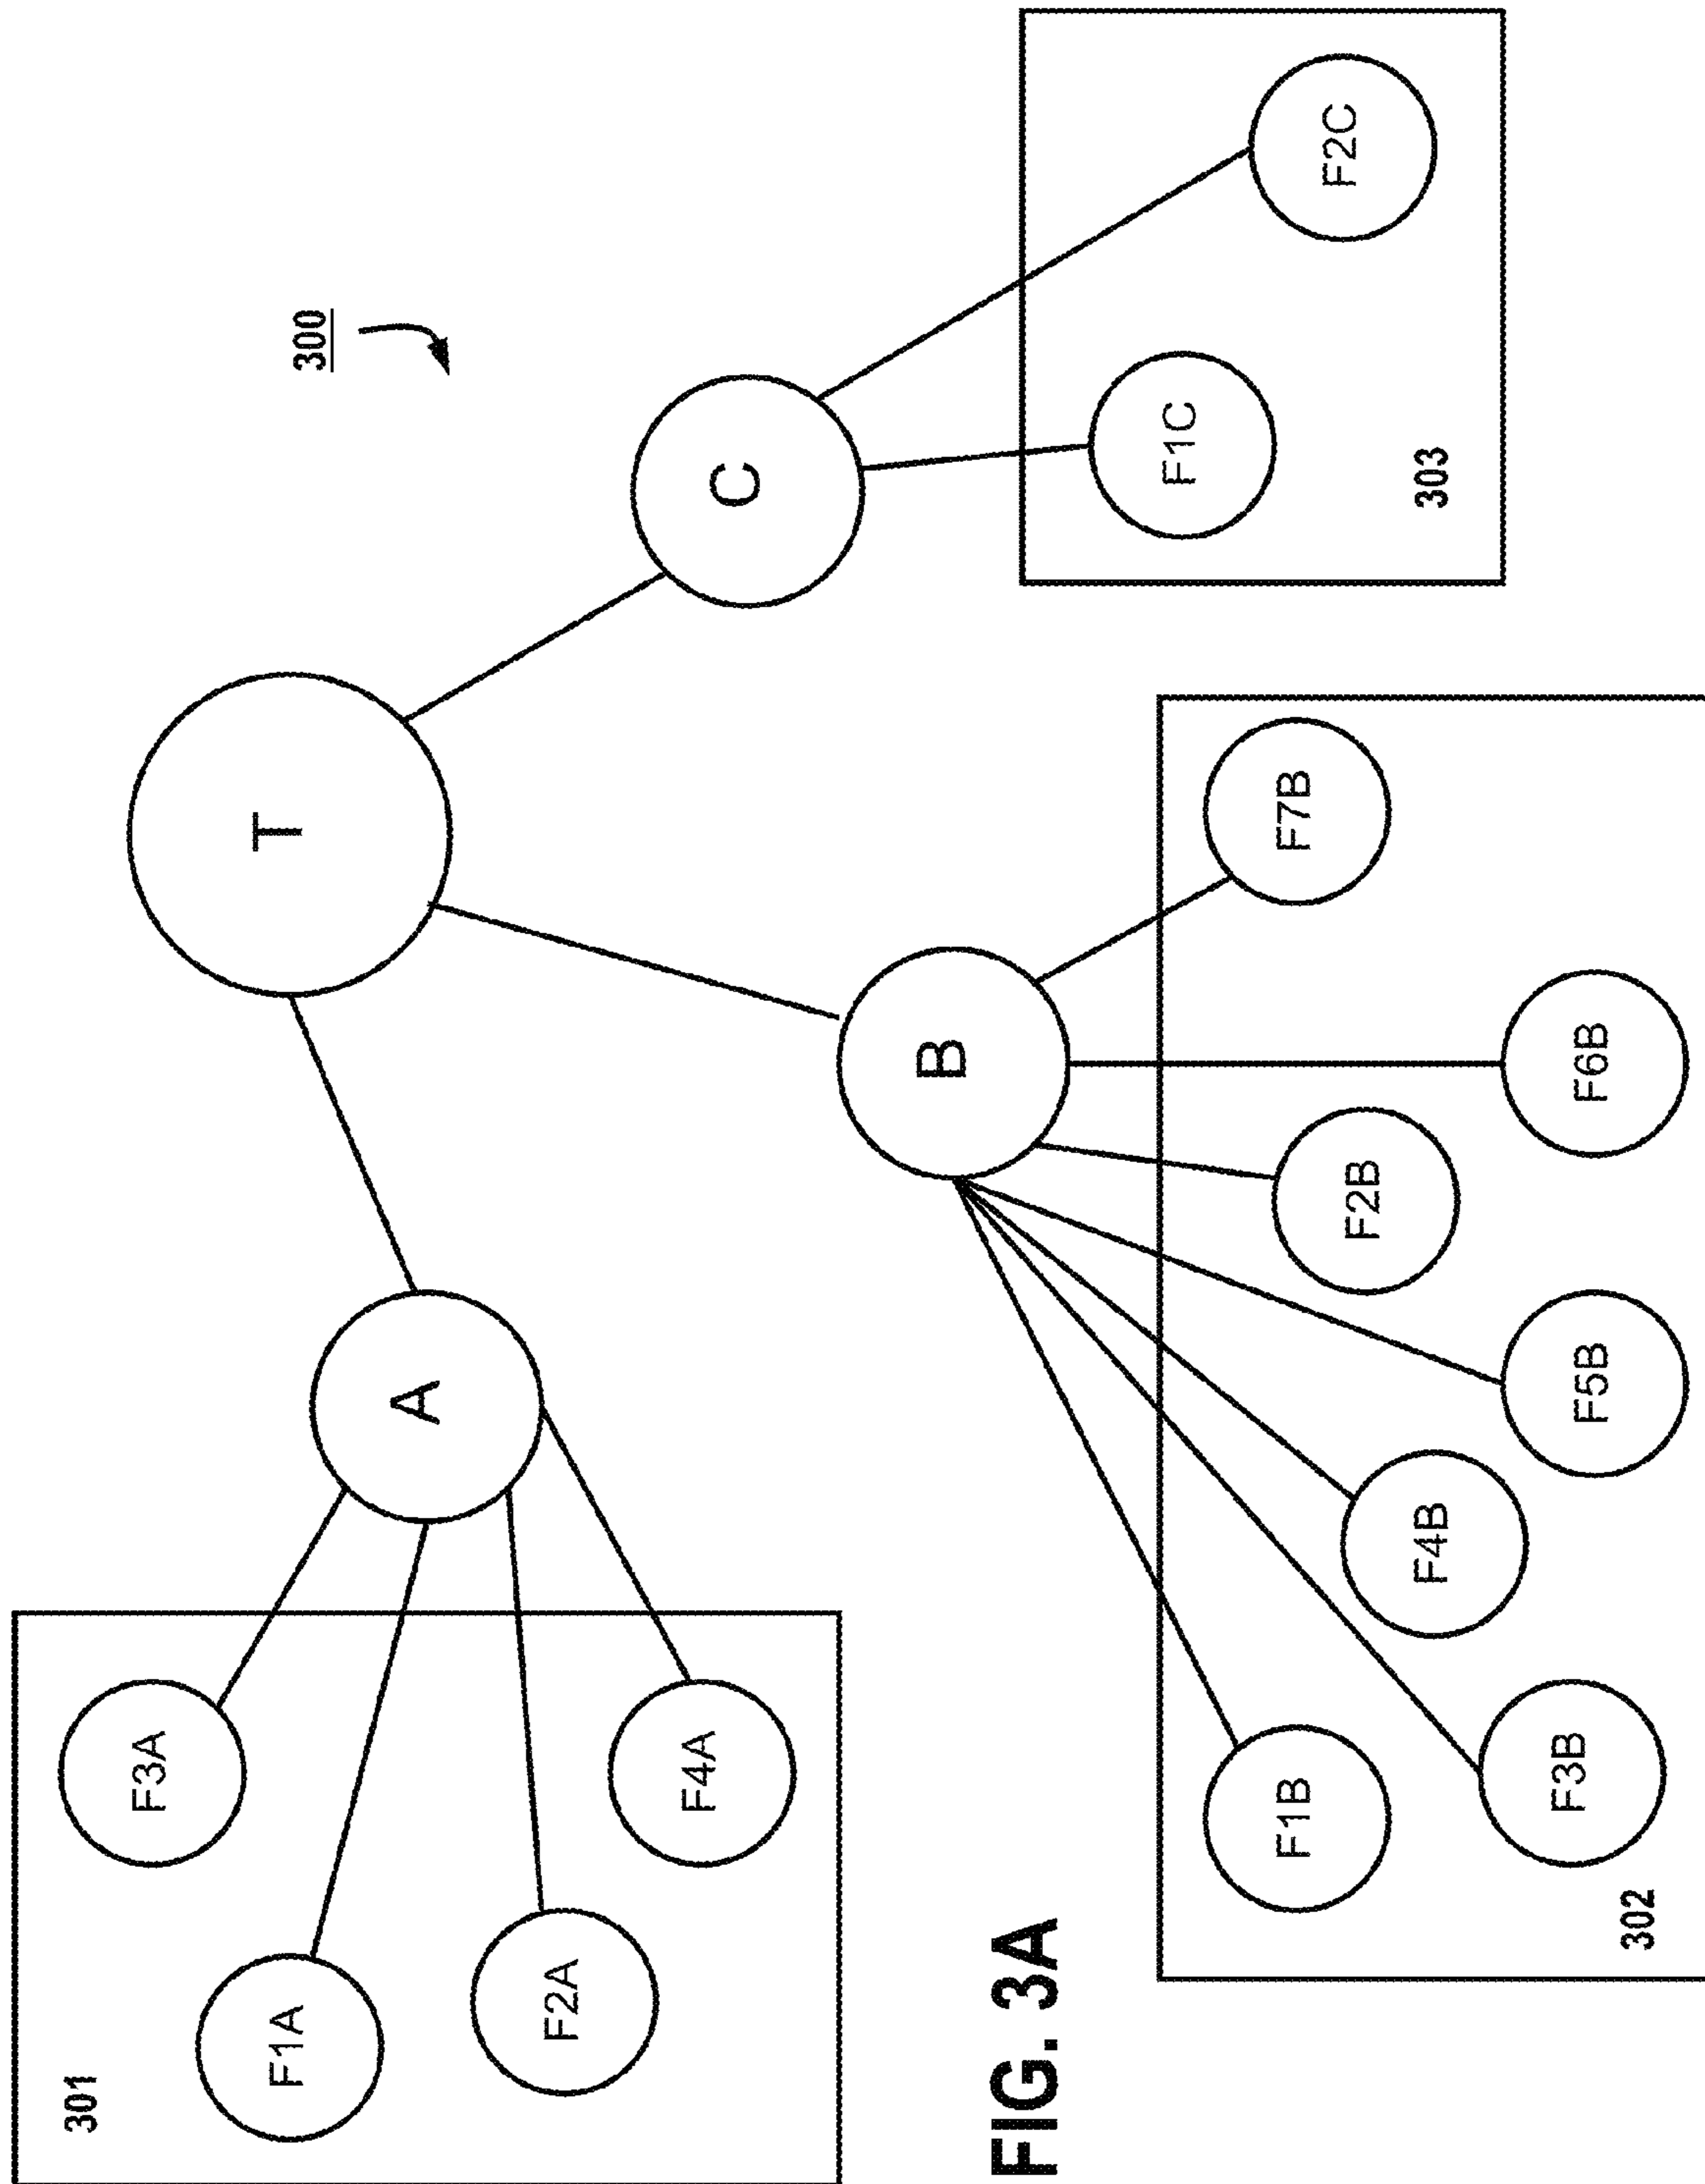 301
F3A
F1A
T
300
A
F2A
F4A
C
B
FIG. 3A
F1C
F1B
F7B
F2C
F2B
F4B
303
F3B
F5B
F6B
302